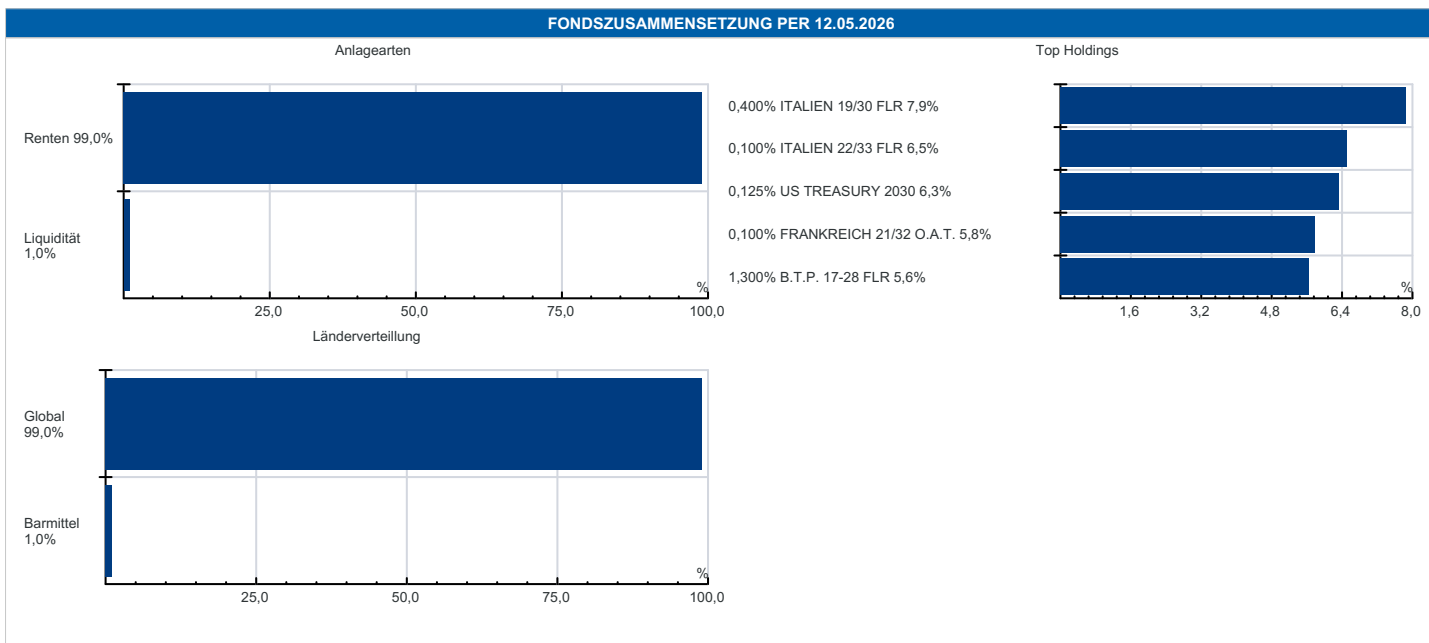 FONDSZUSAMMENSETZUNG PER 12.05.2026
Anlagearten
Renten 99,0%
Liquidität
1,0%
%
25,0 50,0 75,0 100,0
Top Holdings
0,400% ITALIEN 19/30 FLR 7,9%
0,100% ITALIEN 22/33 FLR 6,5%
0,125% US TREASURY 2030 6,3%
0,100% FRANKREICH 21/32 O.A.T. 5,8%
1,300% B.T.P. 17-28 FLR 5,6%
%
1,6 3,2 4,8 6,4 8,0
Länderverteillung
Global
99,0%
Barmittel
1,0%
%
25,0 50,0 75,0 100,0